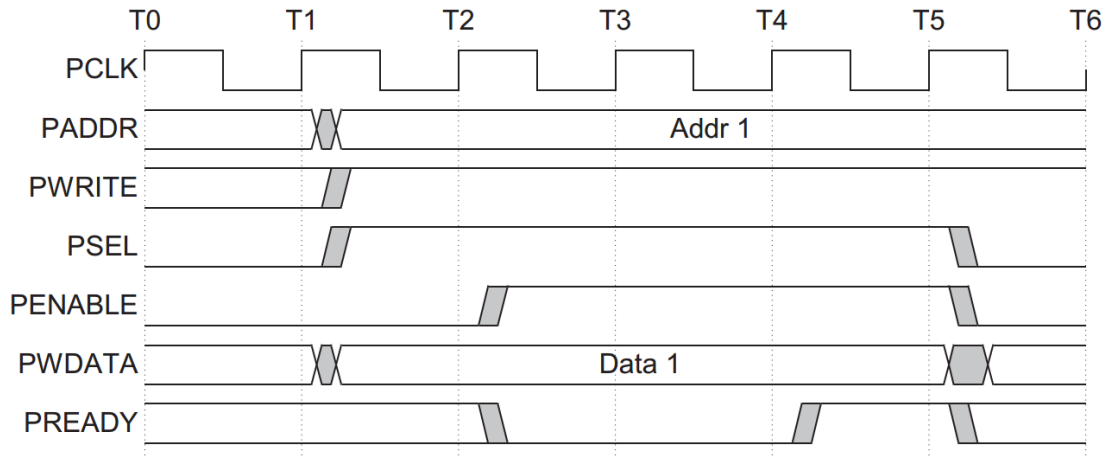 T0 T1 T2 T3 T4 T5 T6
PCLK
PADDR Addr 1
PWRITE
PSEL
PENABLE
PWDATA Data 1
PREADY